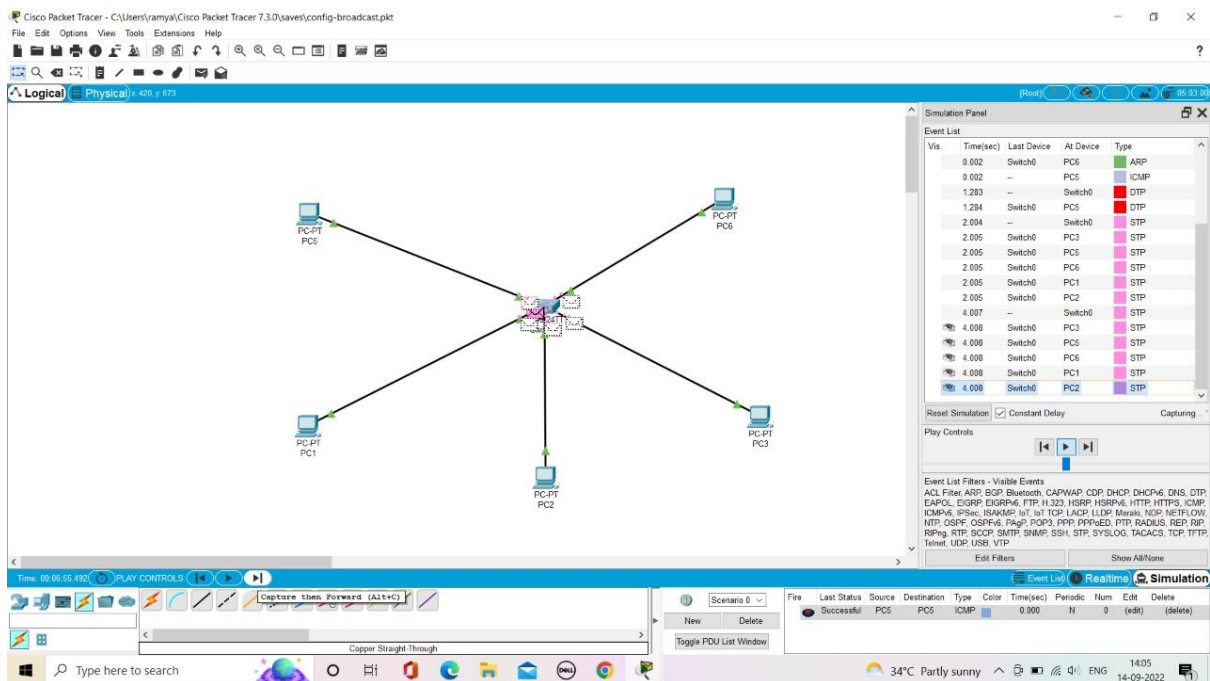 Cisco Packet Tracer - C:\Users\ramya\Cisco Packet Tracer 7.3.0\saves\config-broadcast.pkt
File Edit Options View Tools Extensions Help
Logical Physical x: 420, y: 673 [Root] 05:03:00
Simulation Panel
Event List
Vis. Time(sec) Last Device At Device Type
0.002 Switch0 PC6 ARP
0.002 -- PC5 ICMP
1.283 -- Switch0 DTP
1.284 Switch0 PC5 DTP
2.004 -- Switch0 STP
2.005 Switch0 PC3 STP
2.005 Switch0 PC5 STP
2.005 Switch0 PC6 STP
2.005 Switch0 PC1 STP
2.005 Switch0 PC2 STP
4.007 -- Switch0 STP
4.008 Switch0 PC3 STP
4.008 Switch0 PC5 STP
4.008 Switch0 PC6 STP
4.008 Switch0 PC1 STP
4.008 Switch0 PC2 STP
Reset Simulation Constant Delay Capturing...
Play Controls
Event List Filters - Visible Events
ACL Filter, ARP, BGP, Bluetooth, CAPWAP, CDP, DHCP, DHCPv6, DNS, DTP,
EAPOL, EIGRP, EIGRPv6, FTP, H.323, HSRP, HSRPv6, HTTP, HTTPS, ICMP,
ICMPv6, IPSec, ISAKMP, IoT, IoT TCP, LACP, LLDP, Meraki, NDP, NETFLOW,
NTP, OSPF, OSPFv6, PAgP, POP3, PPP, PPPoED, PTP, RADIUS, REP, RIP,
RIPng, RTP, SCCP, SMTP, SNMP, SSH, STP, SYSLOG, TACACS, TCP, TFTP,
Telnet, UDP, USB, VTP
Edit Filters Show All/None
PC-PT
PC5
PC-PT
PC6
PC-PT
PC1
PC-PT
PC2
PC-PT
PC3
Time: 00:06:55.492 PLAY CONTROLS: Event List Realtime Simulation
Capture then Forward (Alt+C)
Copper Straight-Through
Scenario 0
New Delete
Toggle PDU List Window
Fire Last Status Source Destination Type Color Time(sec) Periodic Num Edit Delete
Successful PC6 PC5 ICMP 0.000 N 0 (edit) (delete)
Type here to search DELL 34°C Partly sunny ENG 14:05
14-09-2022